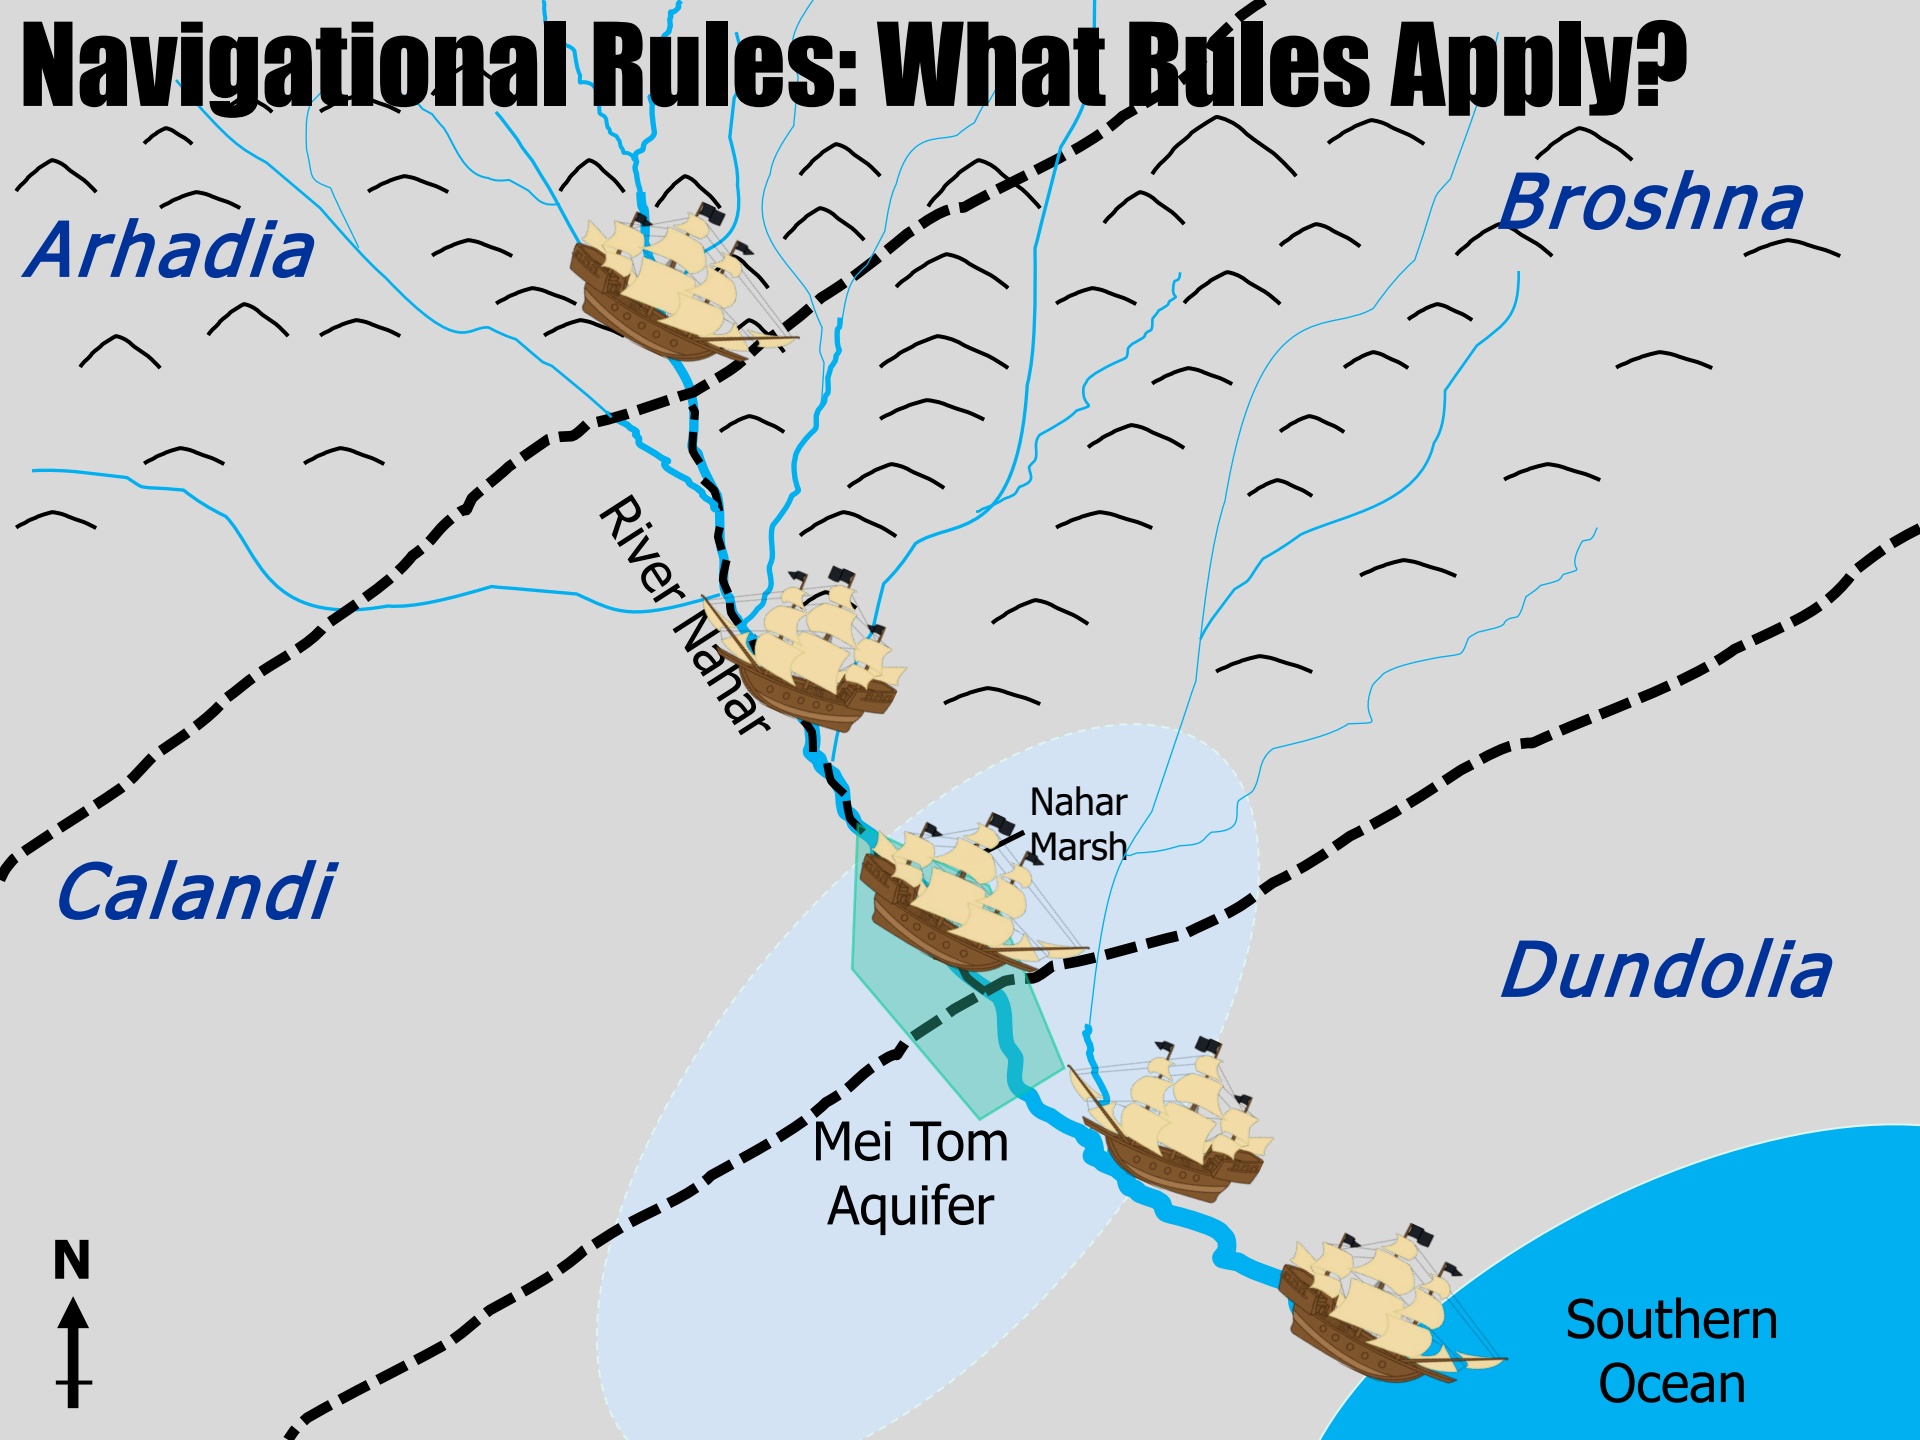 Navigational Rules: What Rules Apply?
Broshna
Arhadia
River Nahar
Nahar
Marsh
Calandi
Dundolia
Mei Tom
Aquifer
N
Southern
Ocean